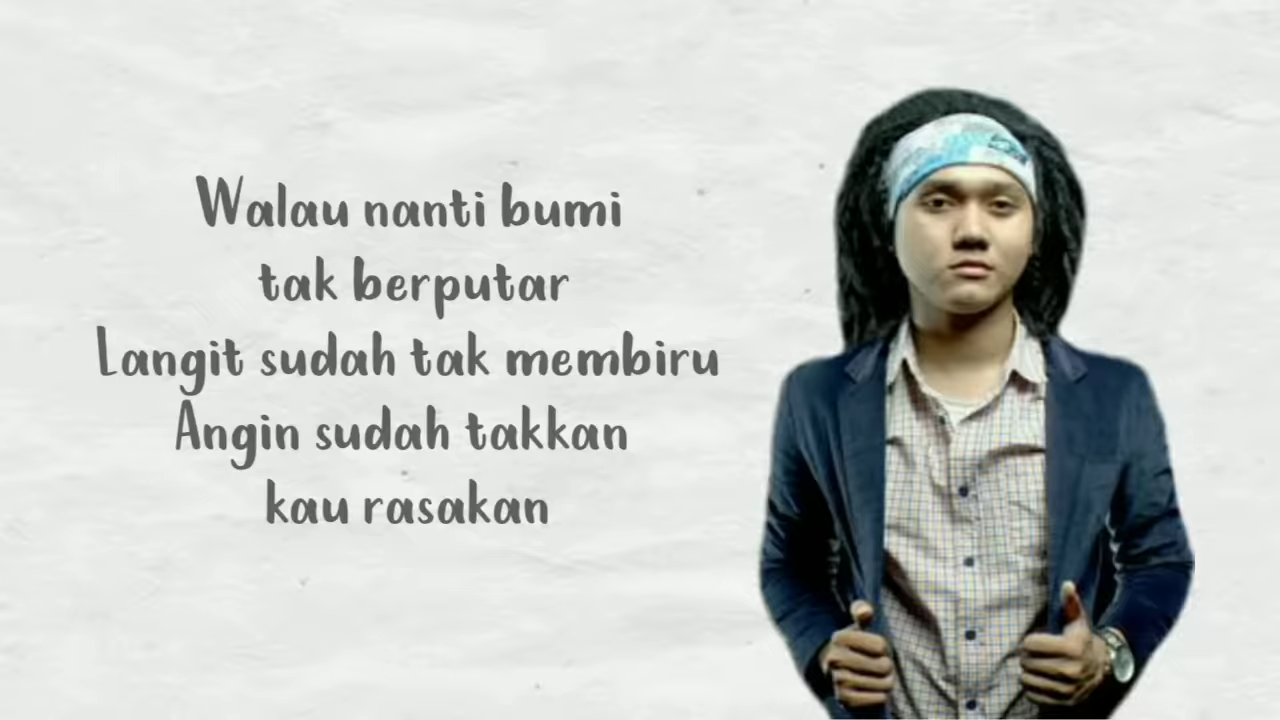 Walau nanti bumi
tak berputar
Langit sudah tak membiru
Angin sudah takkan
kau rasakan